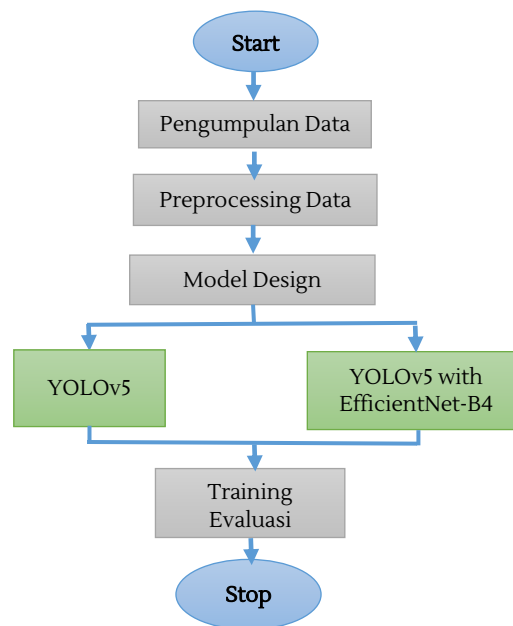 Start
Pengumpulan Data
Preprocessing Data
Model Design
YOLOv5
YOLOv5 with
EfficientNet-B4
Training
Evaluasi
Stop